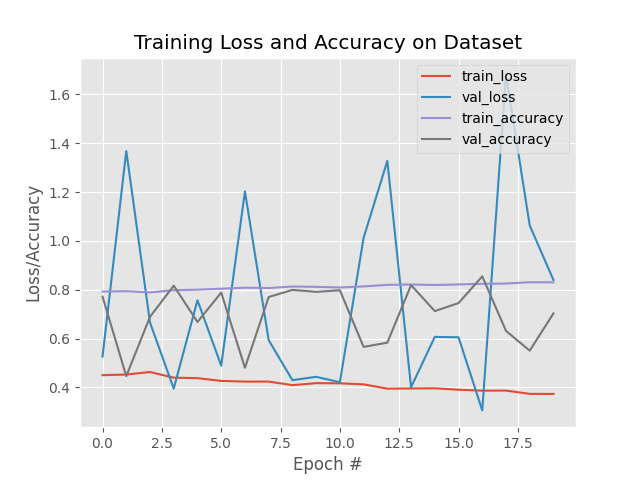 Training Loss and Accuracy on Dataset
train_loss
val_loss
train_accuracy
val_accuracy
1.6
1.4
1.2
1.0
0.8
0.6
0.4
Loss/Accuracy
0.0 2.5 5.0 7.5 10.0 12.5 15.0 17.5
Epoch #